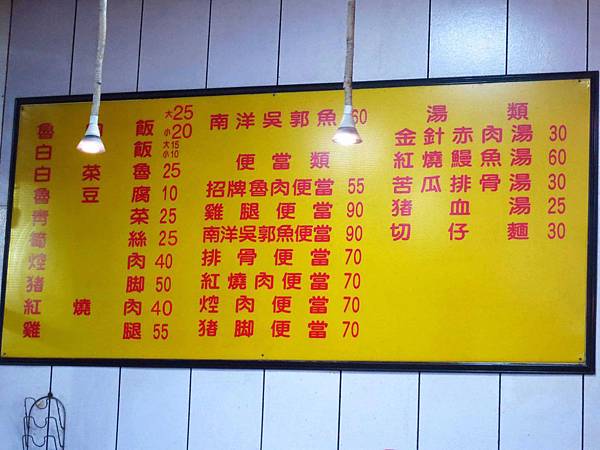 魯肉飯 大25 小20
白飯 大15 小10
白菜魯 25
魯豆腐 10
青菜 25
筍絲 25
焢肉 40
豬脚 50
紅燒肉 40
雞腿 55
南洋吳郭魚 60
便當類
招牌魯肉便當 55
雞腿便當 90
南洋吳郭魚便當 90
排骨便當 70
紅燒肉便當 70
焢肉便當 70
豬脚便當 70
湯類
金針赤肉湯 30
紅燒鰻魚湯 60
苦瓜排骨湯 30
豬血湯 25
切仔麵 30